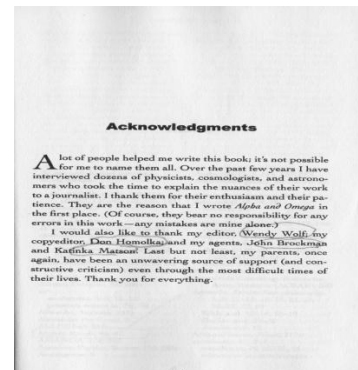 Acknowledgments
A lot of people helped me write this book; it's not possible
for me to name them all. Over the past few years I have
interviewed dozens of physicists, cosmologists, and astrono-
mers who took the time to explain the nuances of their work
to a journalist. I thank them for their enthusiasm and their pa-
tience. They are the reason that I wrote Alpha and Omega in
the first place. (Of course, they bear no responsibility for any
errors in this work—any mistakes are mine alone.)
I would also like to thank my editor, Wendy Wolf; my
copyeditor, Don Homolka; and my agents, John Brockman
and Katinka Matson. Last but not least, my parents, once
again, have been an unwavering source of support (and con-
structive criticism) even through the most difficult times of
their lives. Thank you for everything.